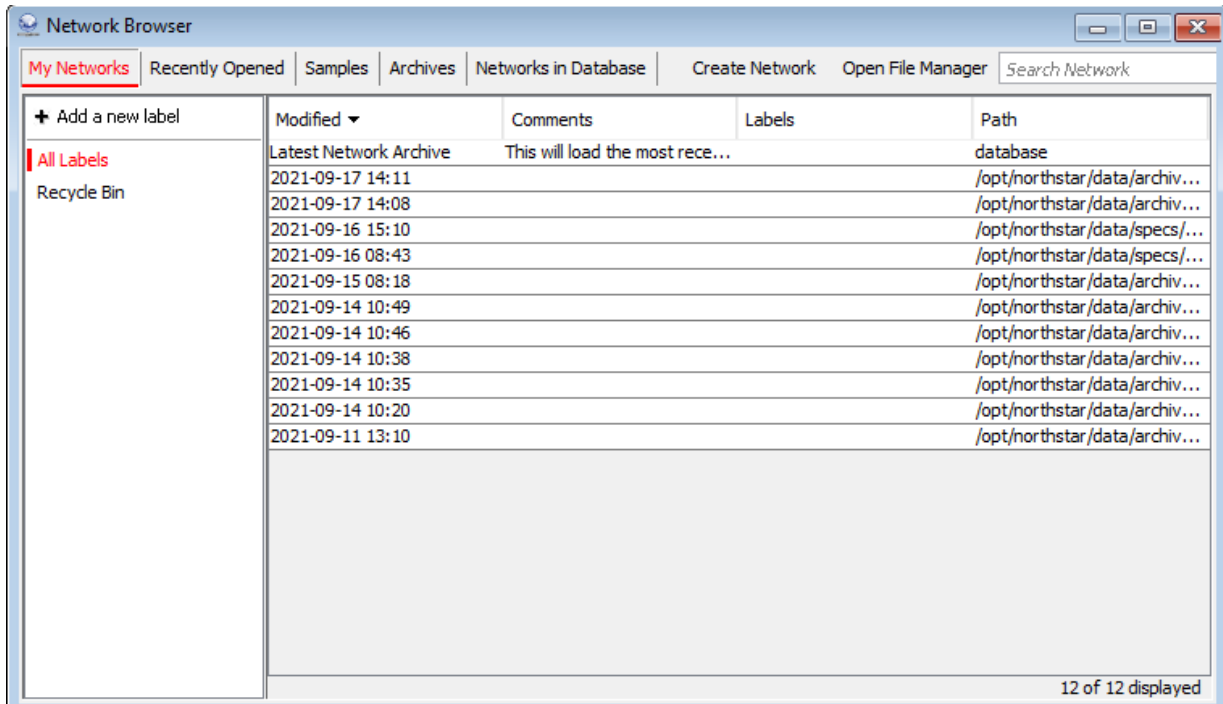 Network Browser
My Networks Recently Opened Samples Archives Networks in Database Create Network Open File Manager Search Network
+ Add a new label
All Labels
Recycle Bin
Modified Comments Labels Path
Latest Network Archive This will load the most rece... database
2021-09-17 14:11 /opt/northstar/data/archiv...
2021-09-17 14:08 /opt/northstar/data/archiv...
2021-09-16 15:10 /opt/northstar/data/specs/...
2021-09-16 08:43 /opt/northstar/data/specs/...
2021-09-15 08:18 /opt/northstar/data/archiv...
2021-09-14 10:49 /opt/northstar/data/archiv...
2021-09-14 10:46 /opt/northstar/data/archiv...
2021-09-14 10:38 /opt/northstar/data/archiv...
2021-09-14 10:35 /opt/northstar/data/archiv...
2021-09-14 10:20 /opt/northstar/data/archiv...
2021-09-11 13:10 /opt/northstar/data/archiv...
12 of 12 displayed